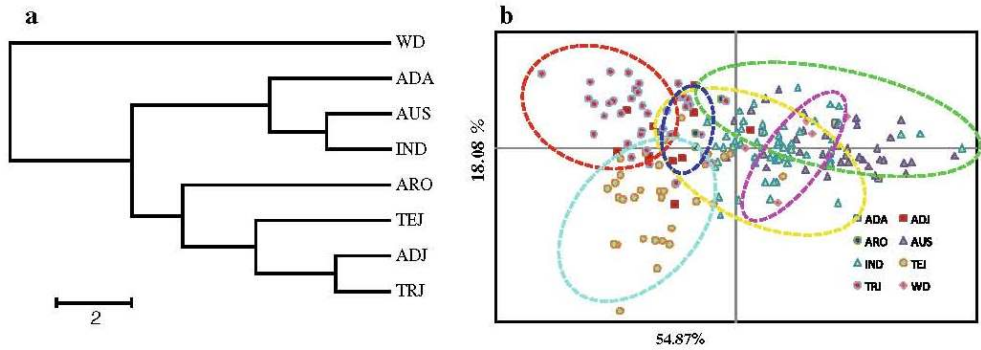 a
WD
ADA
AUS
IND
ARO
TEJ
ADJ
TRJ
2
b
18.08 %
ADA ADJ
ARO AUS
IND TEJ
TRJ WD
54.87%